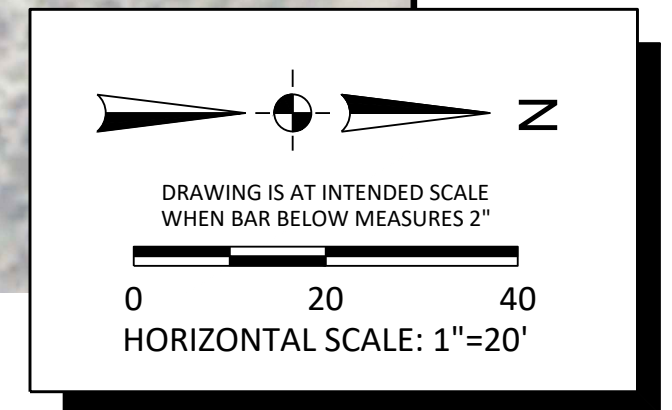 N
DRAWING IS AT INTENDED SCALE
WHEN BAR BELOW MEASURES 2"
0 20 40
HORIZONTAL SCALE: 1"=20'